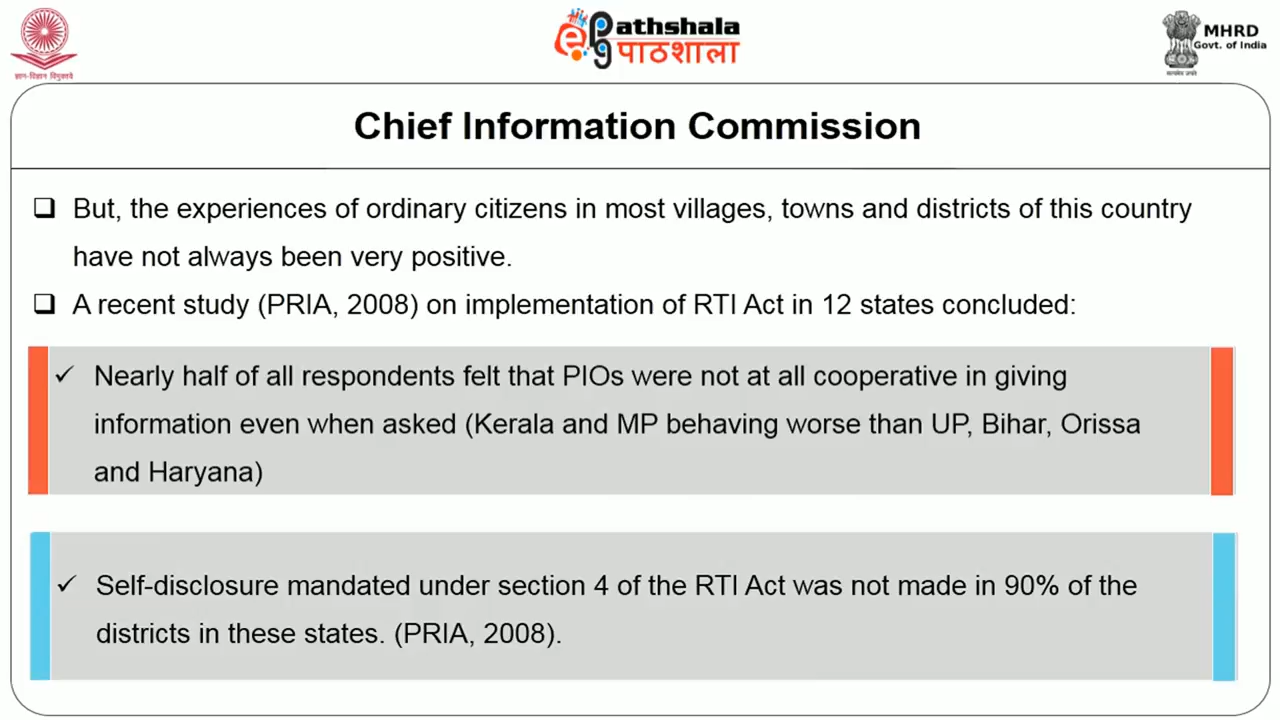 ज्ञान-विज्ञान विमुक्तये
ePathshala
पाठशाला
MHRD
Govt. of India
सत्यमेव जयते
Chief Information Commission
But, the experiences of ordinary citizens in most villages, towns and districts of this country
have not always been very positive.
A recent study (PRIA, 2008) on implementation of RTI Act in 12 states concluded:
✓ Nearly half of all respondents felt that PIOs were not at all cooperative in giving
information even when asked (Kerala and MP behaving worse than UP, Bihar, Orissa
and Haryana)
✓ Self-disclosure mandated under section 4 of the RTI Act was not made in 90% of the
districts in these states. (PRIA, 2008).